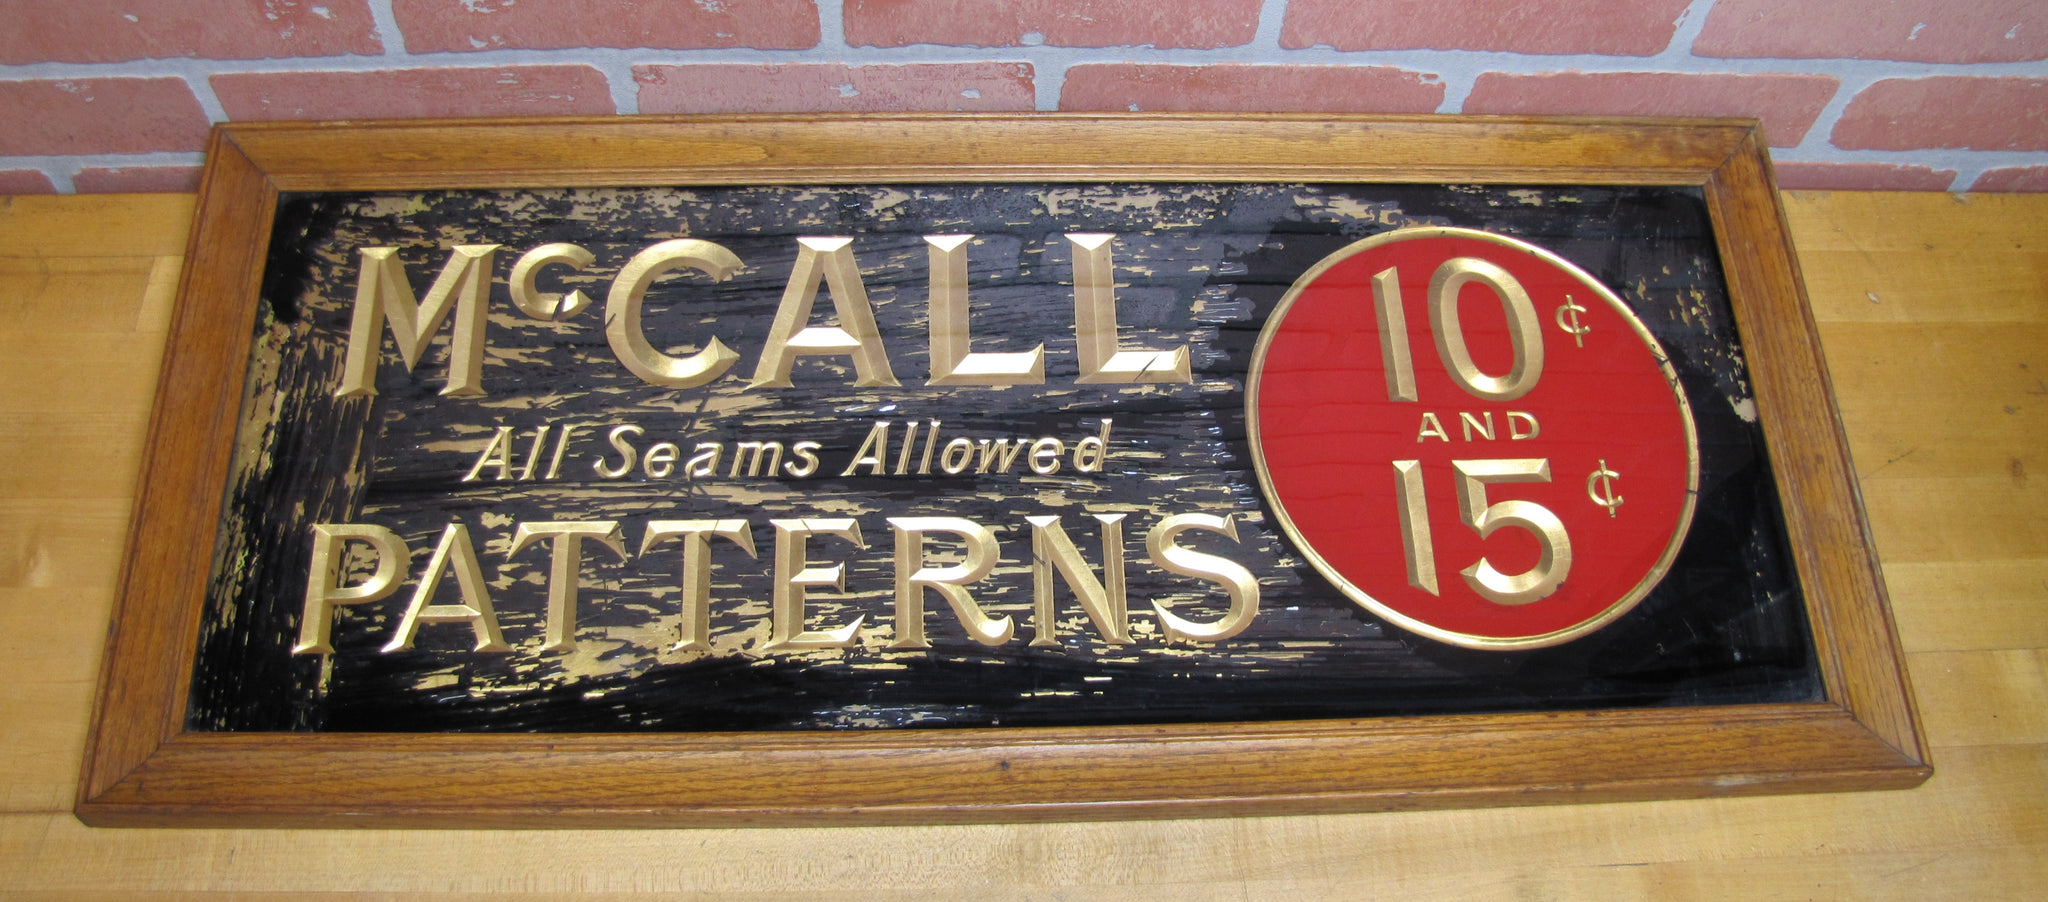 McCALL
All Seams Allowed
PATTERNS
10¢
AND
15¢